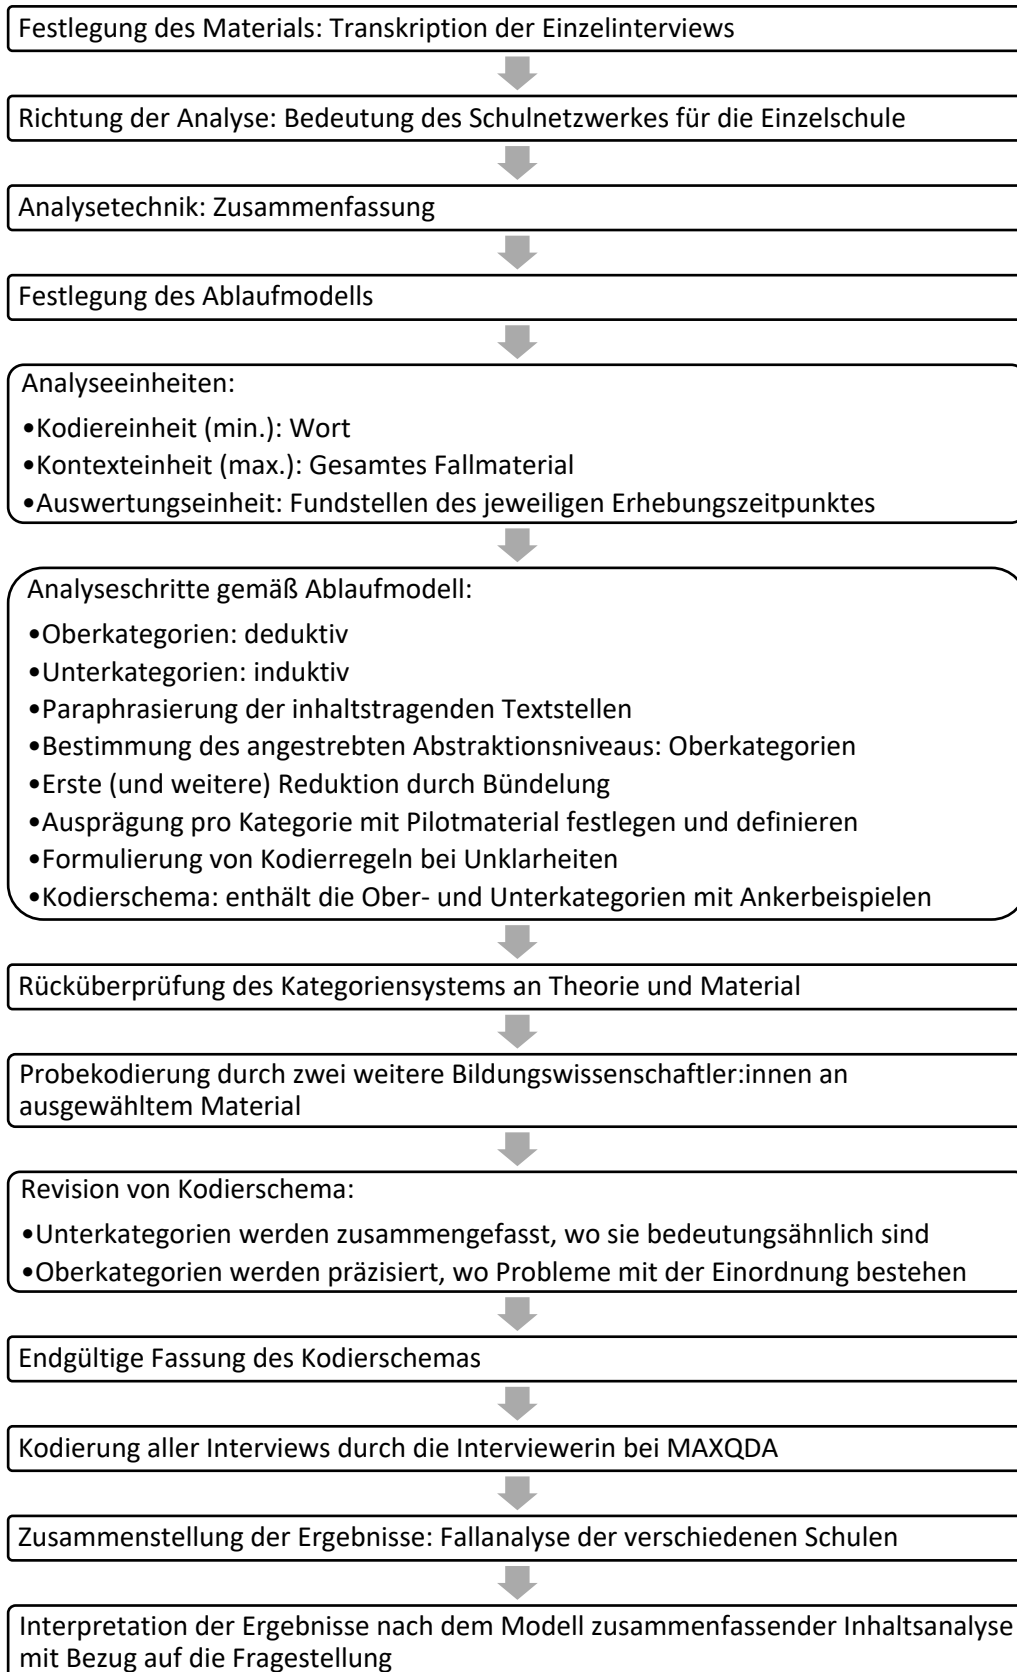 Festlegung des Materials: Transkription der Einzelinterviews
Richtung der Analyse: Bedeutung des Schulnetzwerkes für die Einzelschule
Analysetechnik: Zusammenfassung
Festlegung des Ablaufmodells
Analyseeinheiten:
•Kodiereinheit (min.): Wort
•Kontexteinheit (max.): Gesamtes Fallmaterial
•Auswertungseinheit: Fundstellen des jeweiligen Erhebungszeitpunktes
Analyseschritte gemäß Ablaufmodell:
•Oberkategorien: deduktiv
•Unterkategorien: induktiv
•Paraphrasierung der inhaltstragenden Textstellen
•Bestimmung des angestrebten Abstraktionsniveaus: Oberkategorien
•Erste (und weitere) Reduktion durch Bündelung
•Ausprägung pro Kategorie mit Pilotmaterial festlegen und definieren
•Formulierung von Kodierregeln bei Unklarheiten
•Kodierschema: enthält die Ober- und Unterkategorien mit Ankerbeispielen
Rücküberprüfung des Kategoriensystems an Theorie und Material
Probekodierung durch zwei weitere Bildungswissenschaftler:innen an
ausgewähltem Material
Revision von Kodierschema:
•Unterkategorien werden zusammengefasst, wo sie bedeutungsähnlich sind
•Oberkategorien werden präzisiert, wo Probleme mit der Einordnung bestehen
Endgültige Fassung des Kodierschemas
Kodierung aller Interviews durch die Interviewerin bei MAXQDA
Zusammenstellung der Ergebnisse: Fallanalyse der verschiedenen Schulen
Interpretation der Ergebnisse nach dem Modell zusammenfassender Inhaltsanalyse
mit Bezug auf die Fragestellung